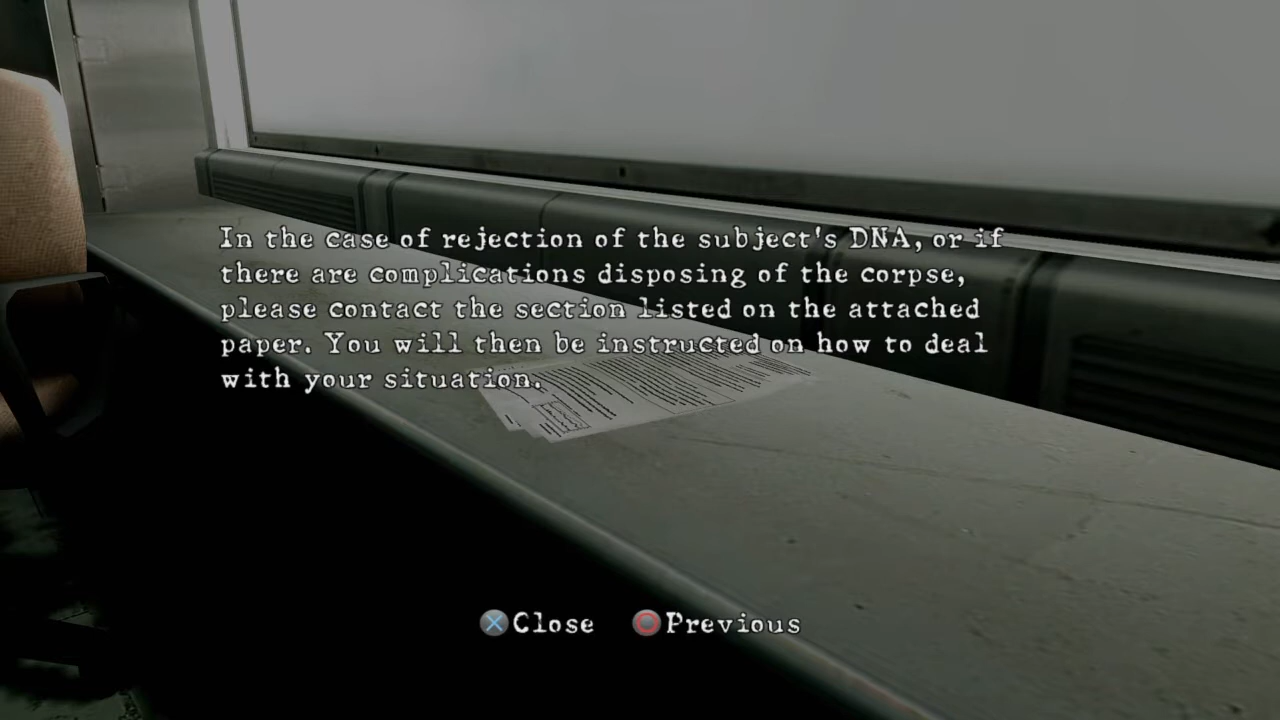 In the case of rejection of the subject's DNA, or if
there are complications disposing of the corpse,
please contact the section listed on the attached
paper. You will then be instructed on how to deal
with your situation.
Close Previous